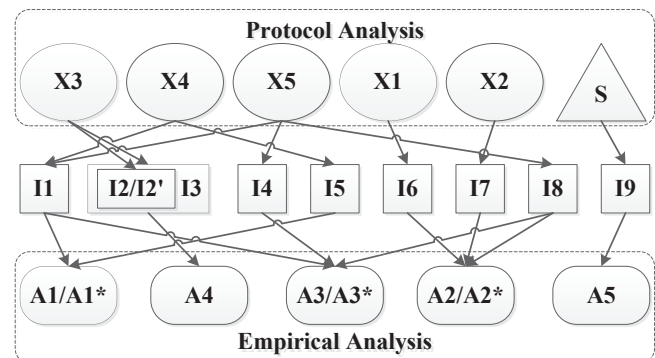 Protocol Analysis
X3 X4 X5 X1 X2 S
I1 I2/I2' I3 I4 I5 I6 I7 I8 I9
A1/A1* A4 A3/A3* A2/A2* A5
Empirical Analysis